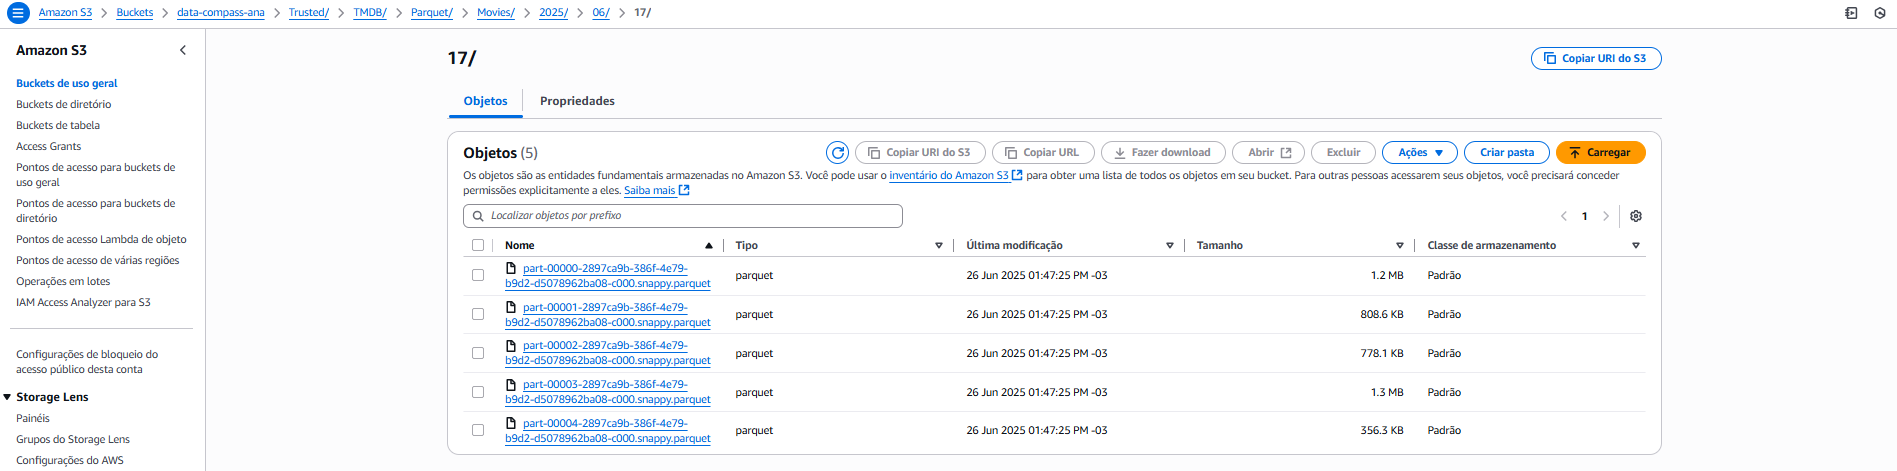 Amazon S3 > Buckets > data-compass-ana > Trusted/ > TMDB/ > Parquet/ > Movies/ > 2025/ > 06/ > 17/
Amazon S3
Buckets de uso geral
Buckets de diretório
Buckets de tabela
Access Grants
Pontos de acesso para buckets de
uso geral
Pontos de acesso para buckets de
diretório
Pontos de acesso Lambda de objeto
Pontos de acesso de várias regiões
Operações em lotes
IAM Access Analyzer para S3
Configurações de bloqueio do
acesso público desta conta
Storage Lens
Painéis
Grupos do Storage Lens
Configurações do AWS
17/
Copiar URI do S3
Objetos Propriedades
Objetos (5)
Copiar URI do S3 Copiar URL Fazer download Abrir Excluir Ações Criar pasta Carregar
Os objetos são as entidades fundamentais armazenadas no Amazon S3. Você pode usar o inventário do Amazon S3 para obter uma lista de todos os objetos em seu bucket. Para outras pessoas acessarem seus objetos, você precisará conceder
permissões explicitamente a eles. Saiba mais
Localizar objetos por prefixo
1
Nome Tipo Última modificação Tamanho Classe de armazenamento
part-00000-2897ca9b-386f-4e79-
b9d2-d5078962ba08-c000.snappy.parquet parquet 26 Jun 2025 01:47:25 PM -03 1.2 MB Padrão
part-00001-2897ca9b-386f-4e79-
b9d2-d5078962ba08-c000.snappy.parquet parquet 26 Jun 2025 01:47:25 PM -03 808.6 KB Padrão
part-00002-2897ca9b-386f-4e79-
b9d2-d5078962ba08-c000.snappy.parquet parquet 26 Jun 2025 01:47:25 PM -03 778.1 KB Padrão
part-00003-2897ca9b-386f-4e79-
b9d2-d5078962ba08-c000.snappy.parquet parquet 26 Jun 2025 01:47:25 PM -03 1.3 MB Padrão
part-00004-2897ca9b-386f-4e79-
b9d2-d5078962ba08-c000.snappy.parquet parquet 26 Jun 2025 01:47:25 PM -03 356.3 KB Padrão